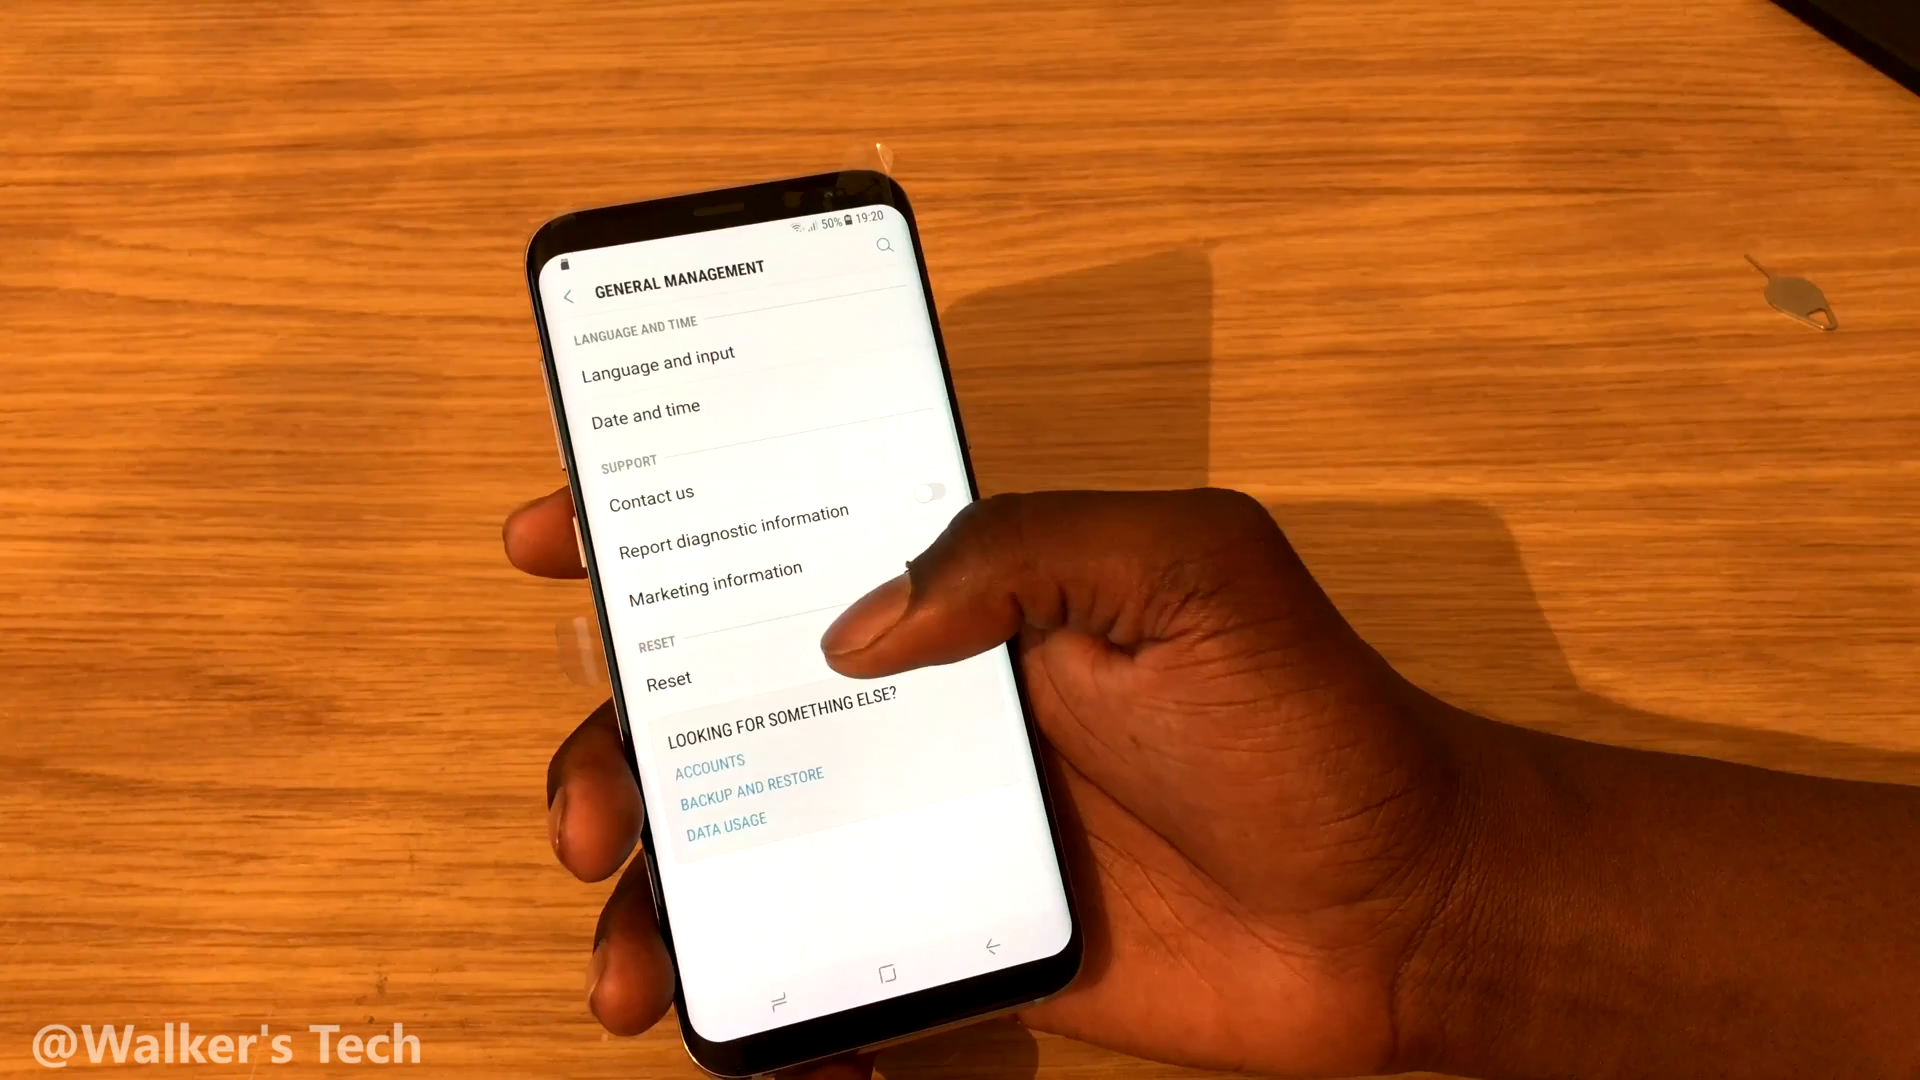 50% 19:20
GENERAL MANAGEMENT
LANGUAGE AND TIME
Language and input
Date and time
SUPPORT
Contact us
Report diagnostic information
Marketing information
RESET
Reset
LOOKING FOR SOMETHING ELSE?
ACCOUNTS
BACKUP AND RESTORE
DATA USAGE
@Walker's Tech